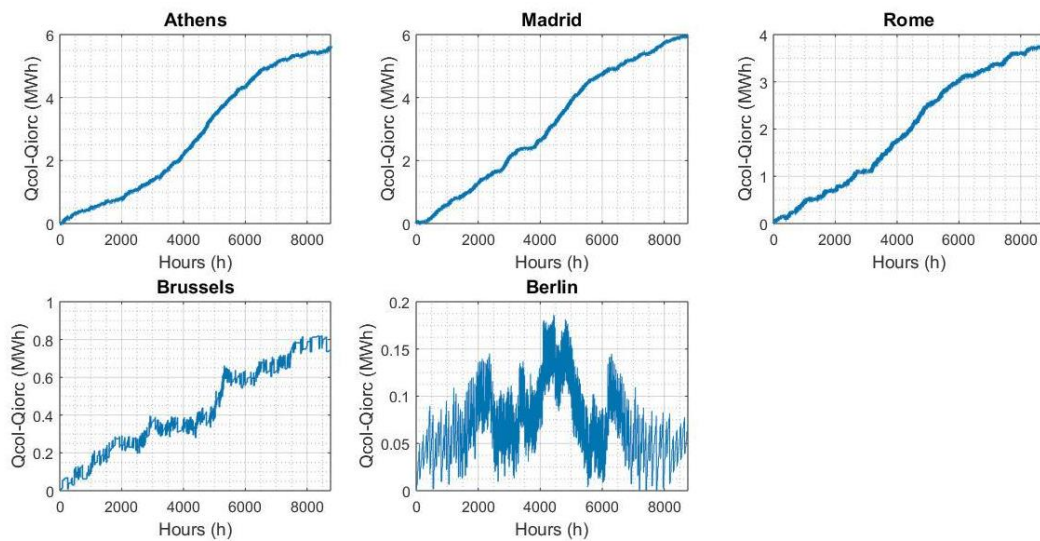 Athens
6
4
2
0
Qcol-Qiorc (MWh)
0 2000 4000 6000 8000
Hours (h)
Madrid
6
4
2
0
Qcol-Qiorc (MWh)
0 2000 4000 6000 8000
Hours (h)
Rome
4
3
2
1
0
Qcol-Qiorc (MWh)
0 2000 4000 6000 8000
Hours (h)
Brussels
1
0.8
0.6
0.4
0.2
0
Qcol-Qiorc (MWh)
0 2000 4000 6000 8000
Hours (h)
Berlin
0.2
0.15
0.1
0.05
0
Qcol-Qiorc (MWh)
0 2000 4000 6000 8000
Hours (h)